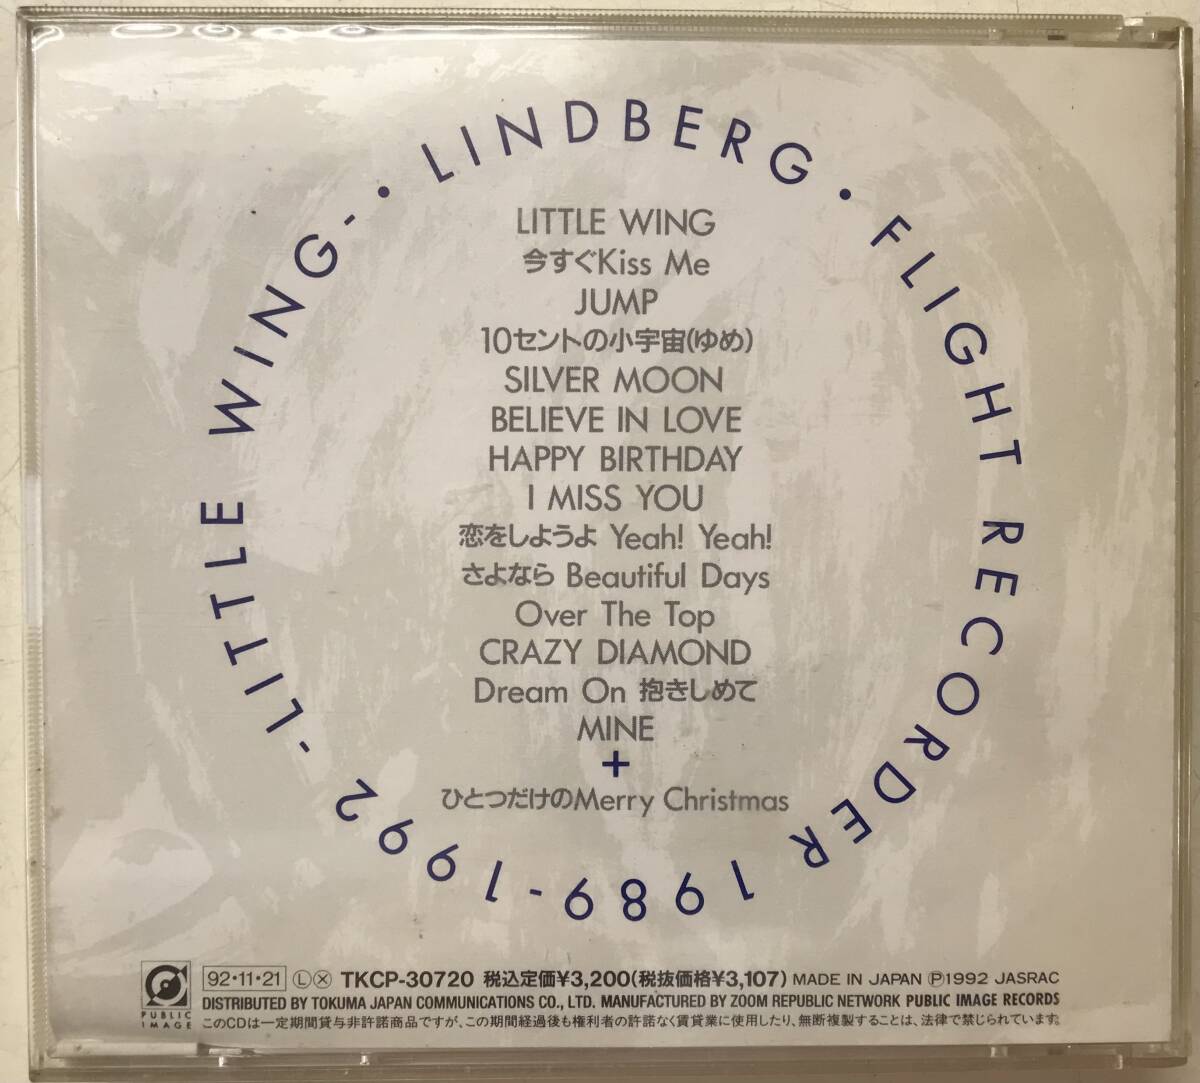 • LINDBERG • FLIGHT RECORDER 1989-1992 -LITTLE WING-
LITTLE WING
今すぐKiss Me
JUMP
10セントの小宇宙(ゆめ)
SILVER MOON
BELIEVE IN LOVE
HAPPY BIRTHDAY
I MISS YOU
恋をしようよ Yeah! Yeah!
さよなら Beautiful Days
Over The Top
CRAZY DIAMOND
Dream On 抱きしめて
MINE
+
ひとつだけのMerry Christmas
PUBLIC
IMAGE
92・11・21 Ⓛ ⓧ TKCP-30720 税込定価¥3,200(税抜価格¥3,107) MADE IN JAPAN Ⓟ1992 JASRAC
DISTRIBUTED BY TOKUMA JAPAN COMMUNICATIONS CO., LTD. MANUFACTURED BY ZOOM REPUBLIC NETWORK PUBLIC IMAGE RECORDS
このCDは一定期間貸与非許諾商品ですが、この期間経過後も権利者の許諾なく賃貸業に使用したり、無断複製することは、法律で禁じられています。